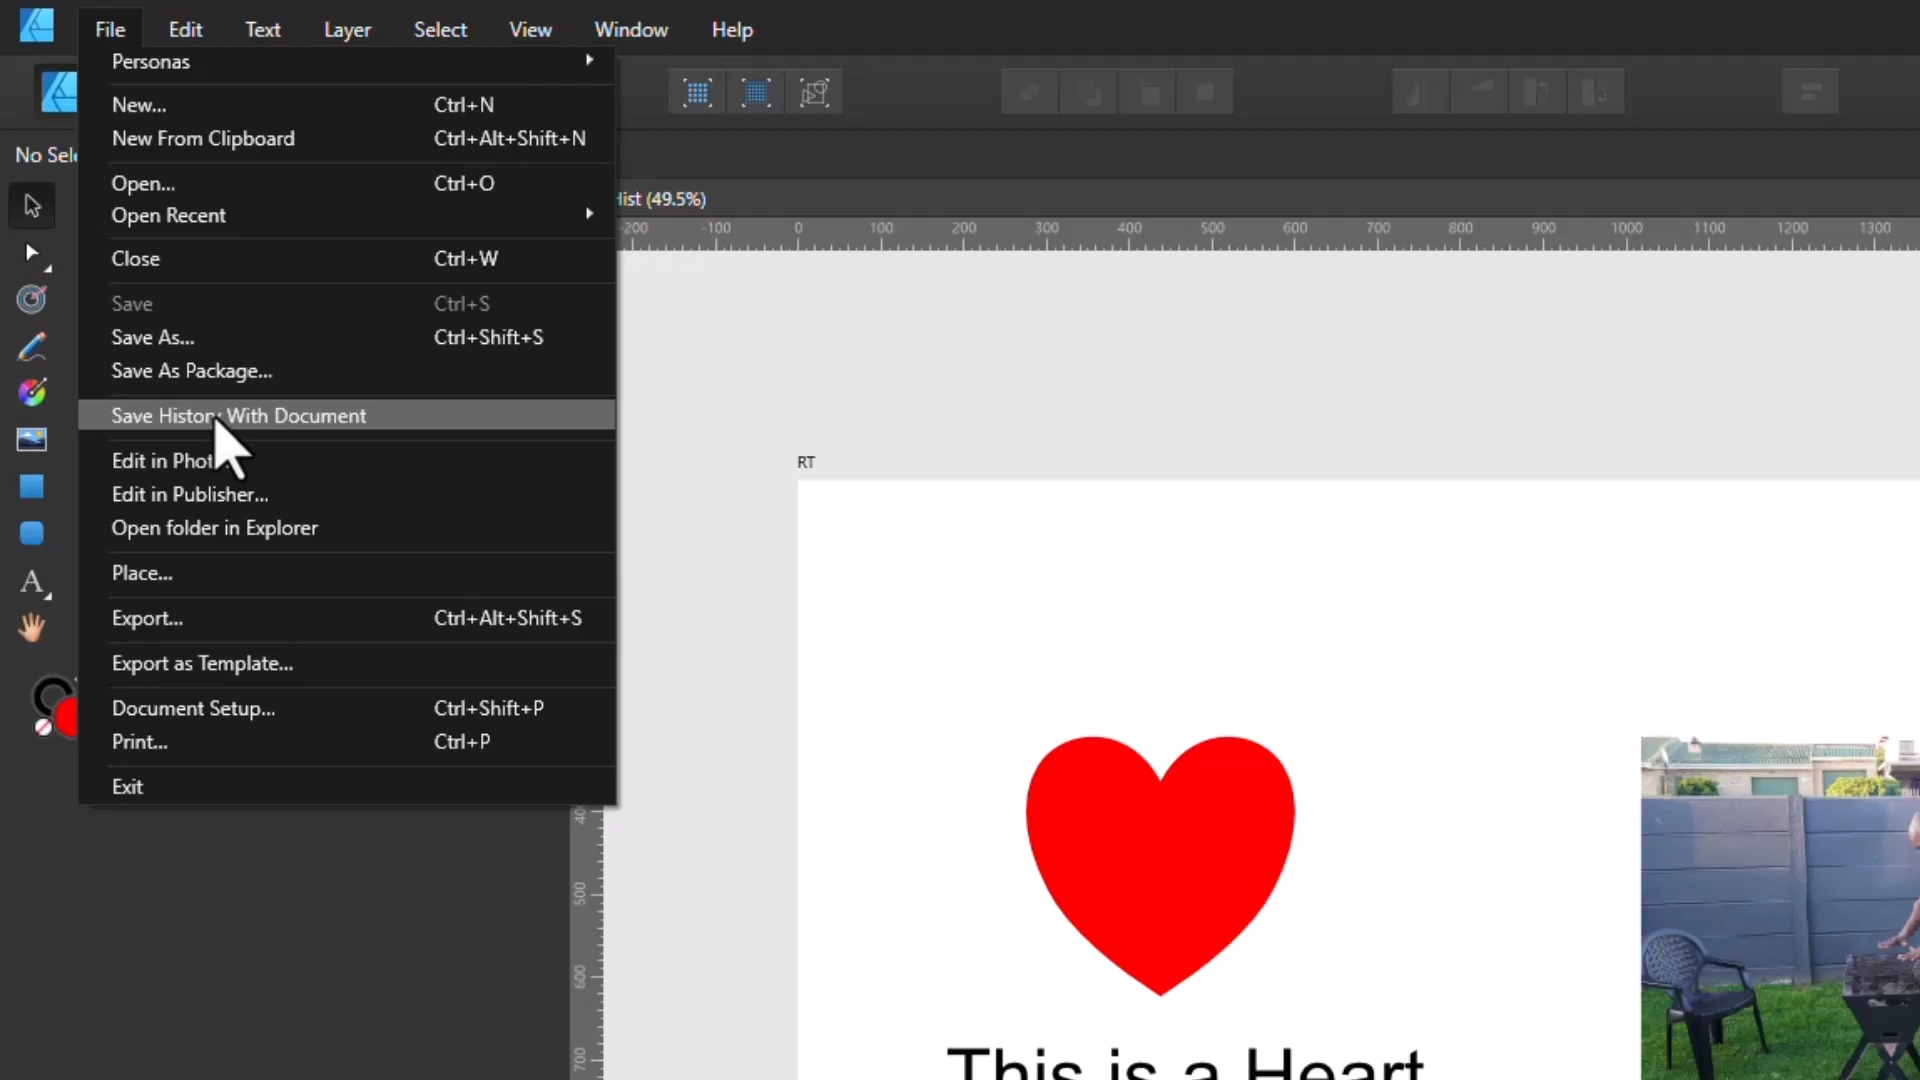 File Edit Text Layer Select View Window Help
Personas
New... Ctrl+N
New From Clipboard Ctrl+Alt+Shift+N
No Sel
Open... Ctrl+O
Hist (49.5%)
Open Recent
-200 -100 0 100 200 300 400 500 600 700 800 900 1000 1100 1200 1300
Close Ctrl+W
Save Ctrl+S
Save As... Ctrl+Shift+S
Save As Package...
Save History With Document
Edit in Phot
RT
Edit in Publisher...
Open folder in Explorer
Place...
Export... Ctrl+Alt+Shift+S
Export as Template...
Document Setup... Ctrl+Shift+P
Print... Ctrl+P
Exit
400
500
600
700
This is a Heart